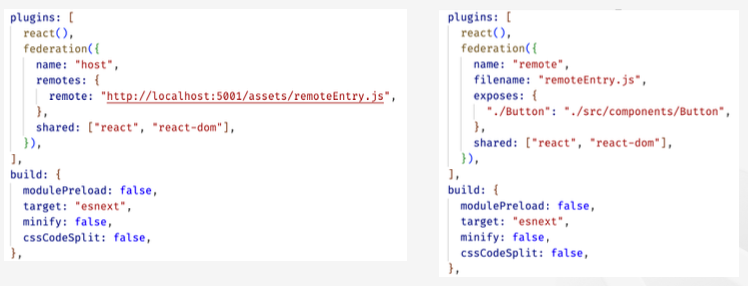 plugins: [
react(),
federation({
name: "host",
remotes: {
remote: "http://localhost:5001/assets/remoteEntry.js",
},
shared: ["react", "react-dom"],
}),
],
build: {
modulePreload: false,
target: "esnext",
minify: false,
cssCodeSplit: false,
},
plugins: [
react(),
federation({
name: "remote",
filename: "remoteEntry.js",
exposes: {
"./Button": "./src/components/Button",
},
shared: ["react", "react-dom"],
}),
],
build: {
modulePreload: false,
target: "esnext",
minify: false,
cssCodeSplit: false,
},